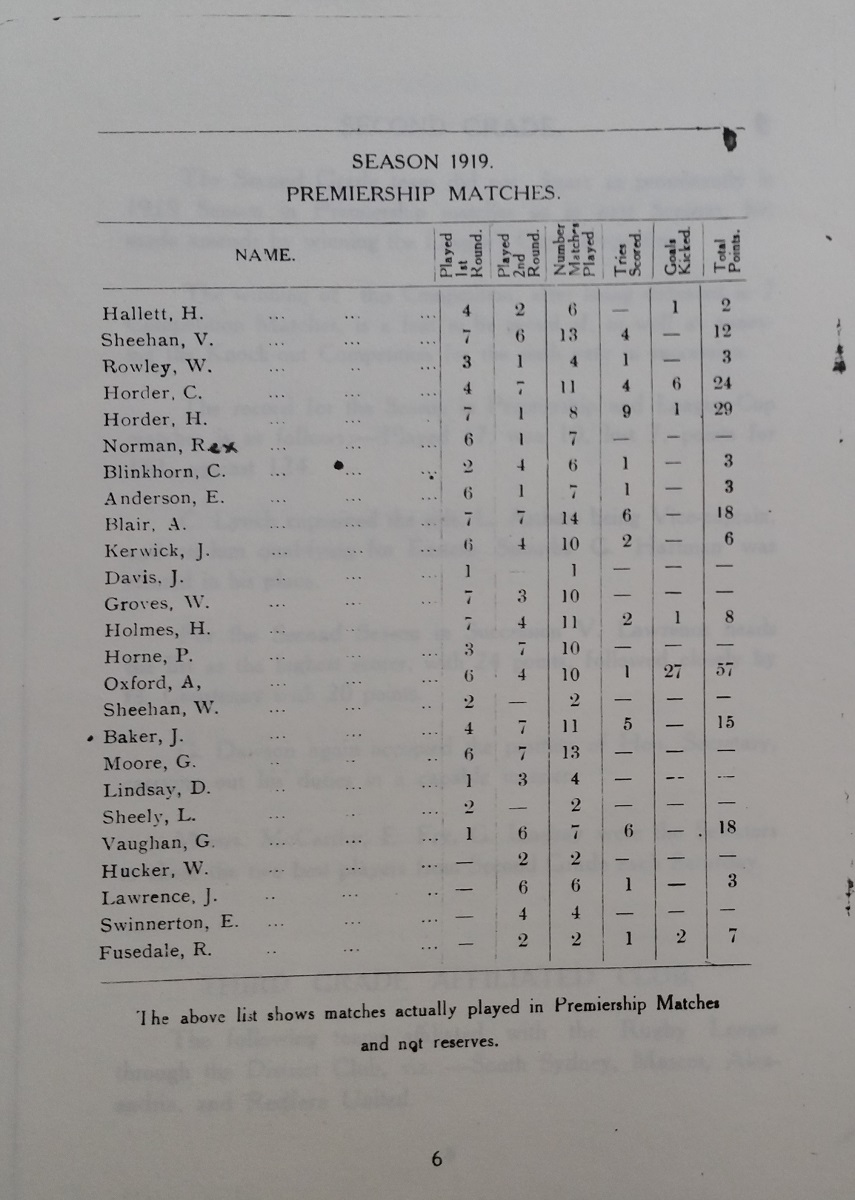 SEASON 1919.
PREMIERSHIP MATCHES.
NAME. Played 1st Round. Played 2nd Round. Number Matches Played Tries Scored. Goals Kicked. Total Points.
Hallett, H. ... ... ... 4 2 6 — 1 2
Sheehan, V. ... ... ... 7 6 13 4 — 12
Rowley, W. ... .. ... 3 1 4 1 — 3
Horder, C. ... ... ... 4 7 11 4 6 24
Horder, H. ... .. ... 7 1 8 9 1 29
Norman, Rex ... ... ... 6 1 7 — — —
Blinkhorn, C. ... ... ... 2 4 6 1 — 3
Anderson, E. ... ... ... 6 1 7 1 — 3
Blair, A. ... ... ... 7 7 14 6 — 18
Kerwick, J. ... ... ... 6 4 10 2 — 6
Davis, J. ... ... ... 1 — 1 — — —
Groves, W. ... ... ... 7 3 10 — — —
Holmes, H. ... ... ... 7 4 11 2 1 8
Horne, P. ... ... ... 3 7 10 — — —
Oxford, A, ... ... ... 6 4 10 1 27 57
Sheehan, W. ... ... .. 2 — 2 — — —
Baker, J. ... ... ... 4 7 11 5 — 15
Moore, G. .. ... ... 6 7 13 — — —
Lindsay, D. .. ... ... 1 3 4 — -- —
Sheely, L. ... ... ... 2 — 2 — — —
Vaughan, G. ... ... ... 1 6 7 6 — 18
Hucker, W. ... .. ... — 2 2 — — —
Lawrence, J. .. ... .. — 6 6 1 — 3
Swinnerton, E. ... ... ... — 4 4 — — —
Fusedale, R. .. ... ... — 2 2 1 2 7
The above list shows matches actually played in Premiership Matches
and not reserves.
6